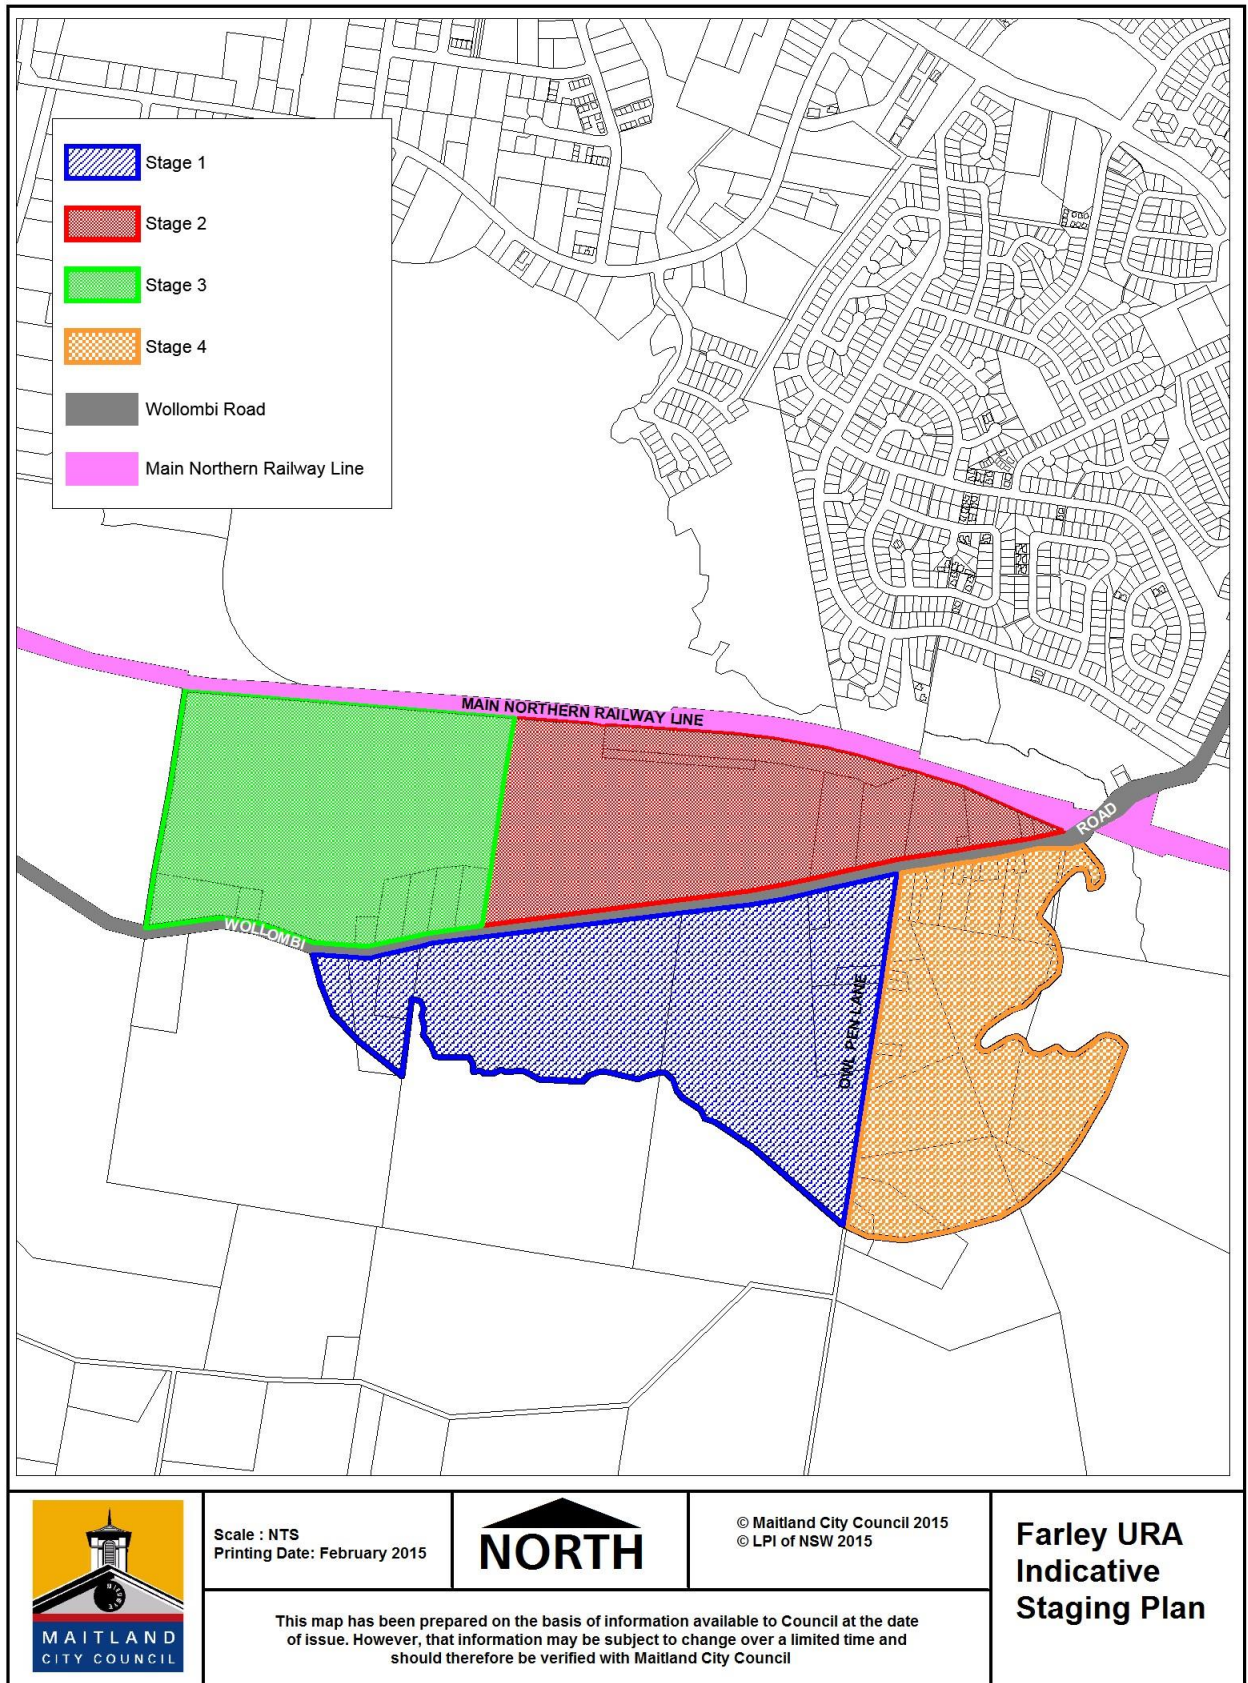 Stage 1
Stage 2
Stage 3
Stage 4
Wollombi Road
Main Northern Railway Line
MAIN NORTHERN RAILWAY LINE
ROAD
WOLLOMBI
OWL PEN LANE
MAITLAND
CITY COUNCIL
Scale : NTS
Printing Date: February 2015
NORTH
© Maitland City Council 2015
© LPI of NSW 2015
This map has been prepared on the basis of information available to Council at the date
of issue. However, that information may be subject to change over a limited time and
should therefore be verified with Maitland City Council
Farley URA
Indicative
Staging Plan